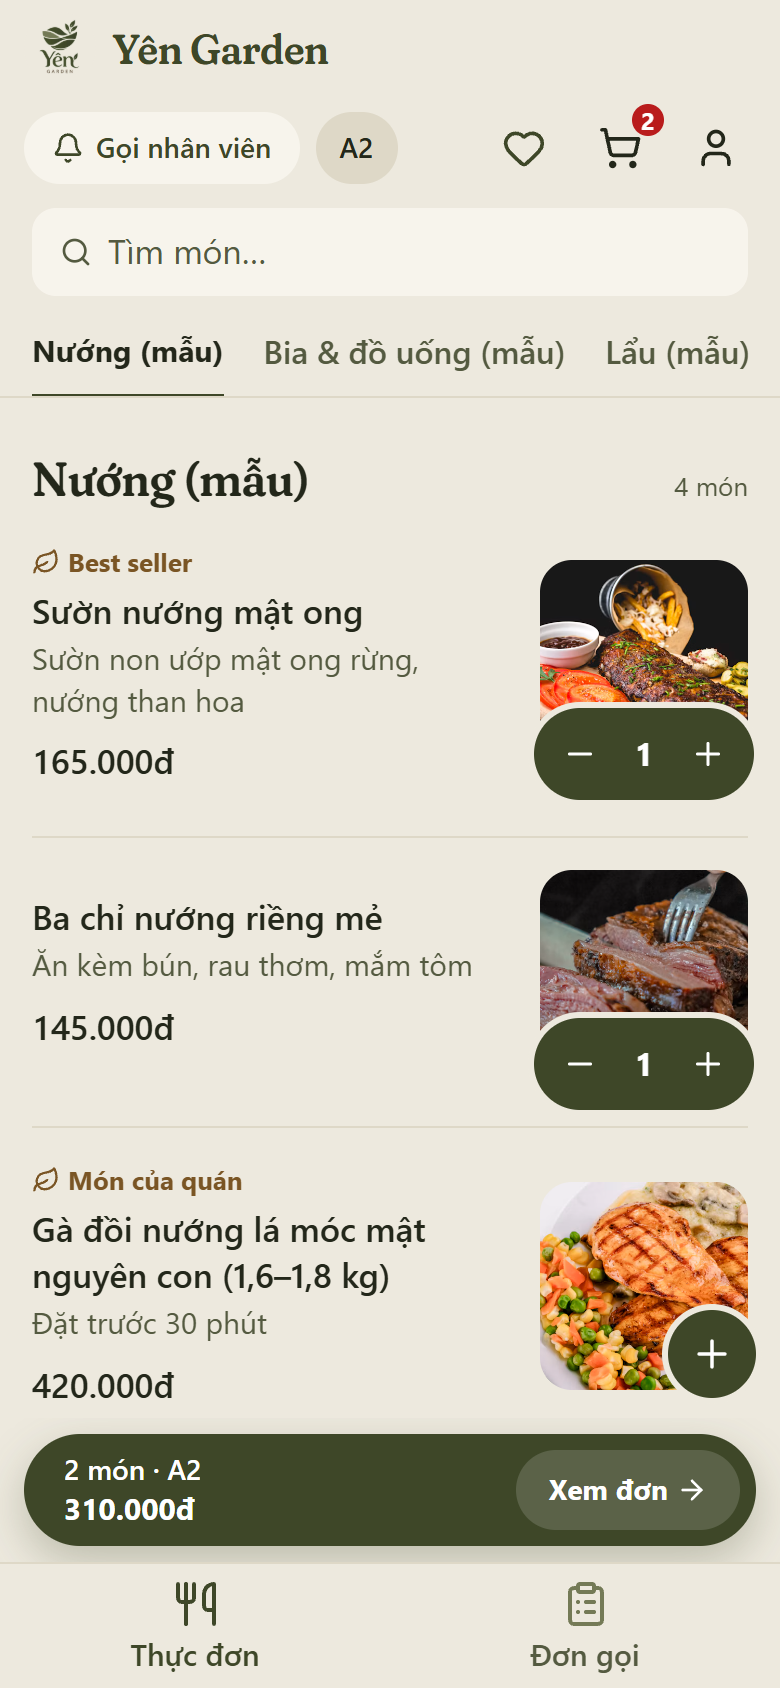 Yên
GARDEN
Yên Garden
Gọi nhân viên
A2
2
Tìm món...
Nướng (mẫu)
Bia & đồ uống (mẫu)
Lẩu (mẫu)
Nướng (mẫu)
4 món
Best seller
Sườn nướng mật ong
Sườn non ướp mật ong rừng,
nướng than hoa
165.000đ
1
Ba chỉ nướng riềng mẻ
Ăn kèm bún, rau thơm, mắm tôm
145.000đ
1
Món của quán
Gà đồi nướng lá móc mật
nguyên con (1,6–1,8 kg)
Đặt trước 30 phút
420.000đ
2 món · A2
310.000đ
Xem đơn
Thực đơn
Đơn gọi